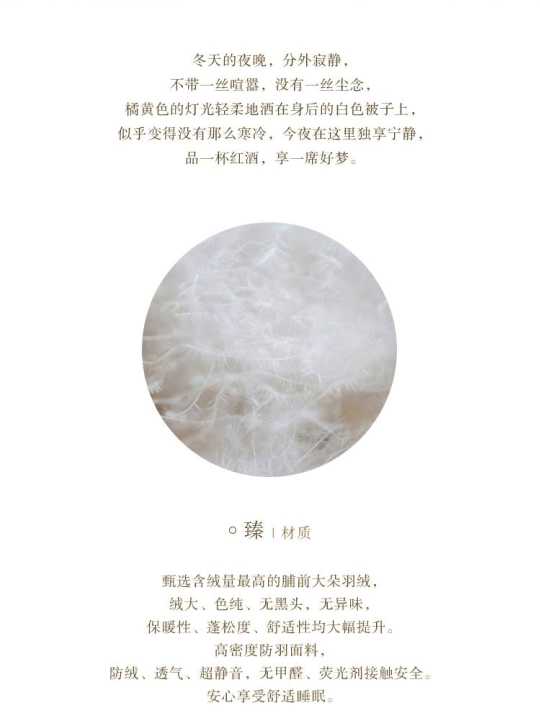 冬天的夜晚，分外寂静，
不带一丝喧嚣，没有一丝尘念，
橘黄色的灯光轻柔地洒在身后的白色被子上，
似乎变得没有那么寒冷，今夜在这里独享宁静，
品一杯红酒，享一席好梦。
臻 | 材质
甄选含绒量最高的脯前大朵羽绒，
绒大、色纯、无黑头，无异味，
保暖性、蓬松度、舒适性均大幅提升。
高密度防羽面料，
防绒、透气、超静音，无甲醛、荧光剂接触安全。
安心享受舒适睡眠。